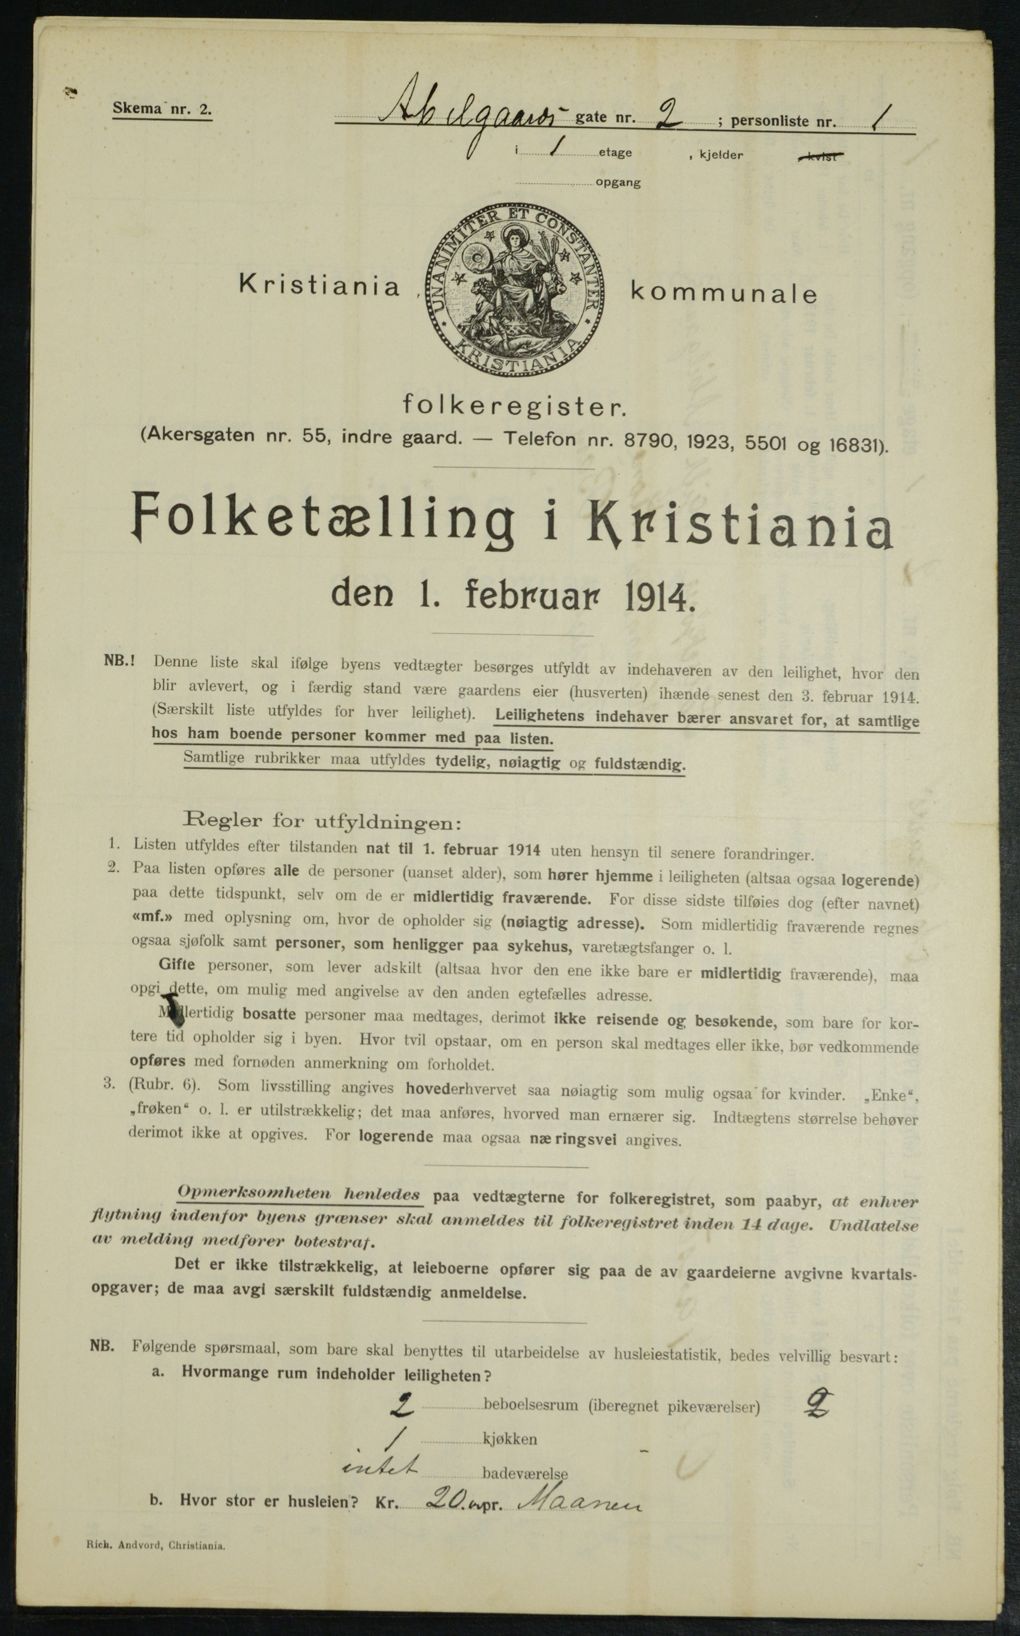 Skema nr. 2.
Abelgaards gate nr. 2 ; personliste nr. 1
i 1 etage , kjelder kvist
opgang
UNANIMITER ET CONSTANTER
KRISTIANIA
Kristiania kommunale
folkeregister.
(Akersgaten nr. 55, indre gaard. — Telefon nr. 8790, 1923, 5501 og 16831).
Folketælling i Kristiania
den 1. februar 1914.
NB.! Denne liste skal ifølge byens vedtægter besørges utfyldt av indehaveren av den leilighet, hvor den
blir avlevert, og i færdig stand være gaardens eier (husverten) ihænde senest den 3. februar 1914.
(Særskilt liste utfyldes for hver leilighet). Leilighetens indehaver bærer ansvaret for, at samtlige
hos ham boende personer kommer med paa listen.
Samtlige rubrikker maa utfyldes tydelig, nøiagtig og fuldstændig.
Regler for utfyldningen:
1. Listen utfyldes efter tilstanden nat til 1. februar 1914 uten hensyn til senere forandringer.
2. Paa listen opføres alle de personer (uanset alder), som hører hjemme i leiligheten (altsaa ogsaa logerende)
paa dette tidspunkt, selv om de er midlertidig fraværende. For disse sidste tilføies dog (efter navnet)
«mf.» med oplysning om, hvor de opholder sig (nøiagtig adresse). Som midlertidig fraværende regnes
ogsaa sjøfolk samt personer, som henligger paa sykehus, varetægtsfanger o. l.
Gifte personer, som lever adskilt (altsaa hvor den ene ikke bare er midlertidig fraværende), maa
opgi dette, om mulig med angivelse av den anden egtefælles adresse.
Midlertidig bosatte personer maa medtages, derimot ikke reisende og besøkende, som bare for kor-
tere tid opholder sig i byen. Hvor tvil opstaar, om en person skal medtages eller ikke, bør vedkommende
opføres med fornøden anmerkning om forholdet.
3. (Rubr. 6). Som livsstilling angives hovederhvervet saa nøiagtig som mulig ogsaa for kvinder. „Enke“,
„frøken“ o. l. er utilstrækkelig; det maa anføres, hvorved man ernærer sig. Indtægtens størrelse behøver
derimot ikke at opgives. For logerende maa ogsaa næringsvei angives.
Opmerksomheten henledes paa vedtægterne for folkeregistret, som paabyr, at enhver
flytning indenfor byens grænser skal anmeldes til folkeregistret inden 14 dage. Undlatelse
av melding medfører botestraf.
Det er ikke tilstrækkelig, at leieboerne opfører sig paa de av gaardeierne avgivne kvartals-
opgaver; de maa avgi særskilt fuldstændig anmeldelse.
NB. Følgende spørsmaal, som bare skal benyttes til utarbeidelse av husleiestatistik, bedes velvillig besvart:
a. Hvormange rum indeholder leiligheten?
2 beboelsesrum (iberegnet pikeværelser) 2
1 kjøkken
intet badeværelse
b. Hvor stor er husleien? Kr. 20. pr. Maanen
Rich. Andvord, Christiania.